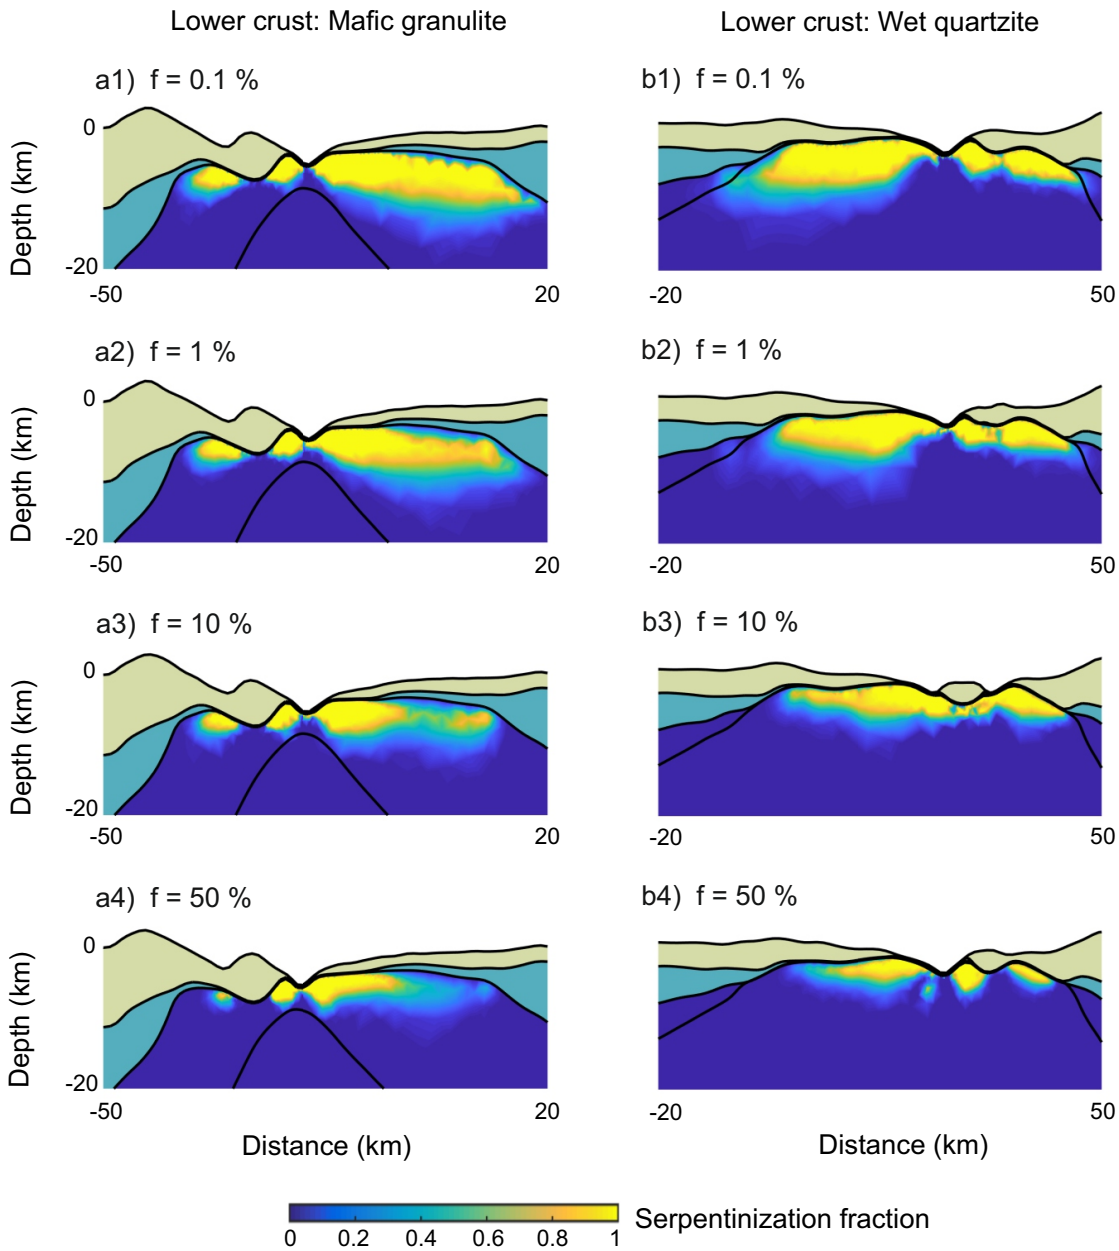 Lower crust: Mafic granulite
Lower crust: Wet quartzite
a1) f = 0.1 %
b1) f = 0.1 %
Depth (km)
0
-20
-50
20
-20
50
a2) f = 1 %
b2) f = 1 %
Depth (km)
0
-20
-50
20
-20
50
a3) f = 10 %
b3) f = 10 %
Depth (km)
0
-20
-50
20
-20
50
a4) f = 50 %
b4) f = 50 %
Depth (km)
0
-20
-50
20
-20
50
Distance (km)
Distance (km)
Serpentinization fraction
0 0.2 0.4 0.6 0.8 1